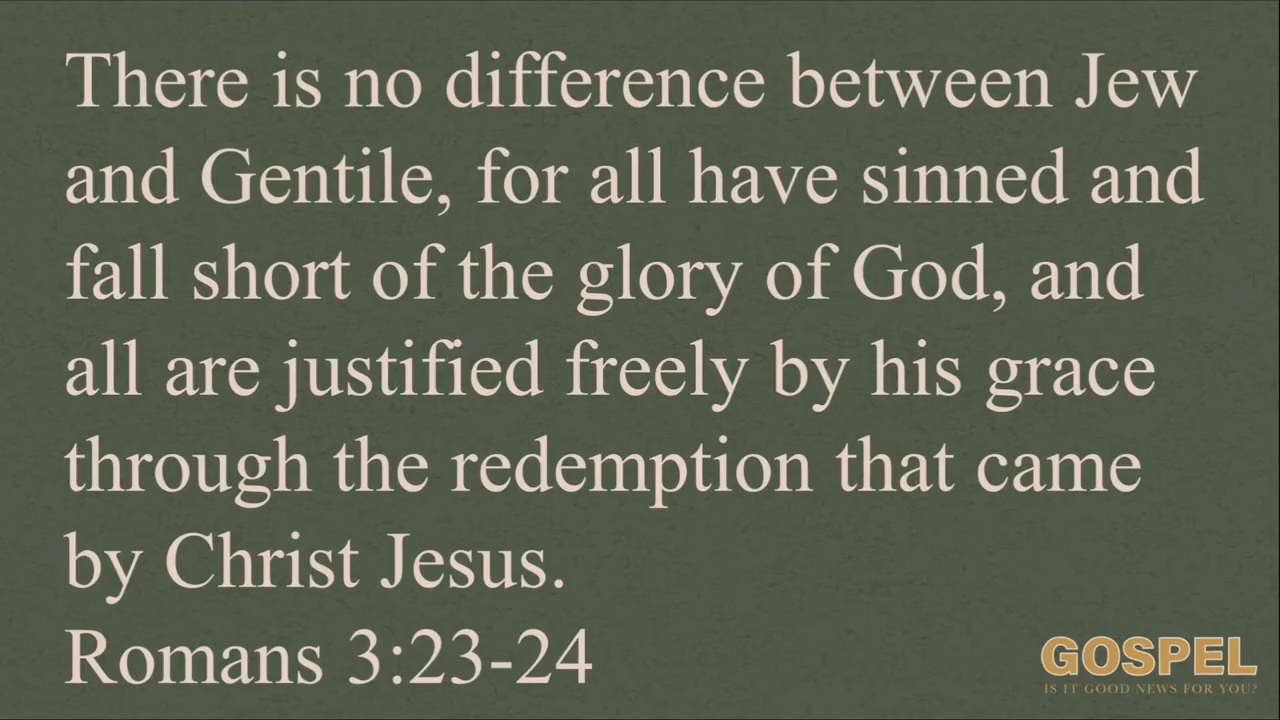 There is no difference between Jew
and Gentile, for all have sinned and
fall short of the glory of God, and
all are justified freely by his grace
through the redemption that came
by Christ Jesus.
Romans 3:23-24
GOSPEL
IS IT GOOD NEWS FOR YOU?